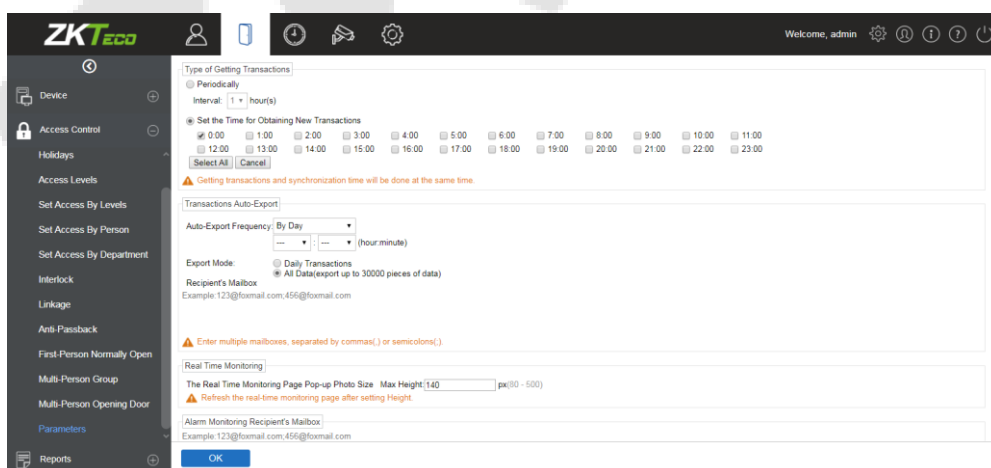 ZKTeco
Welcome, admin
Device
Access Control
Holidays
Access Levels
Set Access By Levels
Set Access By Person
Set Access By Department
Interlock
Linkage
Anti-Passback
First-Person Normally Open
Multi-Person Group
Multi-Person Opening Door
Parameters
Reports
Type of Getting Transactions
Periodically
Interval: 1 hour(s)
Set the Time for Obtaining New Transactions
0:00 1:00 2:00 3:00 4:00 5:00 6:00 7:00 8:00 9:00 10:00 11:00
12:00 13:00 14:00 15:00 16:00 17:00 18:00 19:00 20:00 21:00 22:00 23:00
Select All Cancel
Getting transactions and synchronization time will be done at the same time.
Transactions Auto-Export
Auto-Export Frequency: By Day
--- : --- (hour:minute)
Export Mode: Daily Transactions
All Data(export up to 30000 pieces of data)
Recipient's Mailbox
Example:123@foxmail.com;456@foxmail.com
Enter multiple mailboxes, separated by commas(,) or semicolons(;).
Real Time Monitoring
The Real Time Monitoring Page Pop-up Photo Size Max Height: 140 px(80 - 500)
Refresh the real-time monitoring page after setting Height.
Alarm Monitoring Recipient's Mailbox
Example:123@foxmail.com;456@foxmail.com
OK